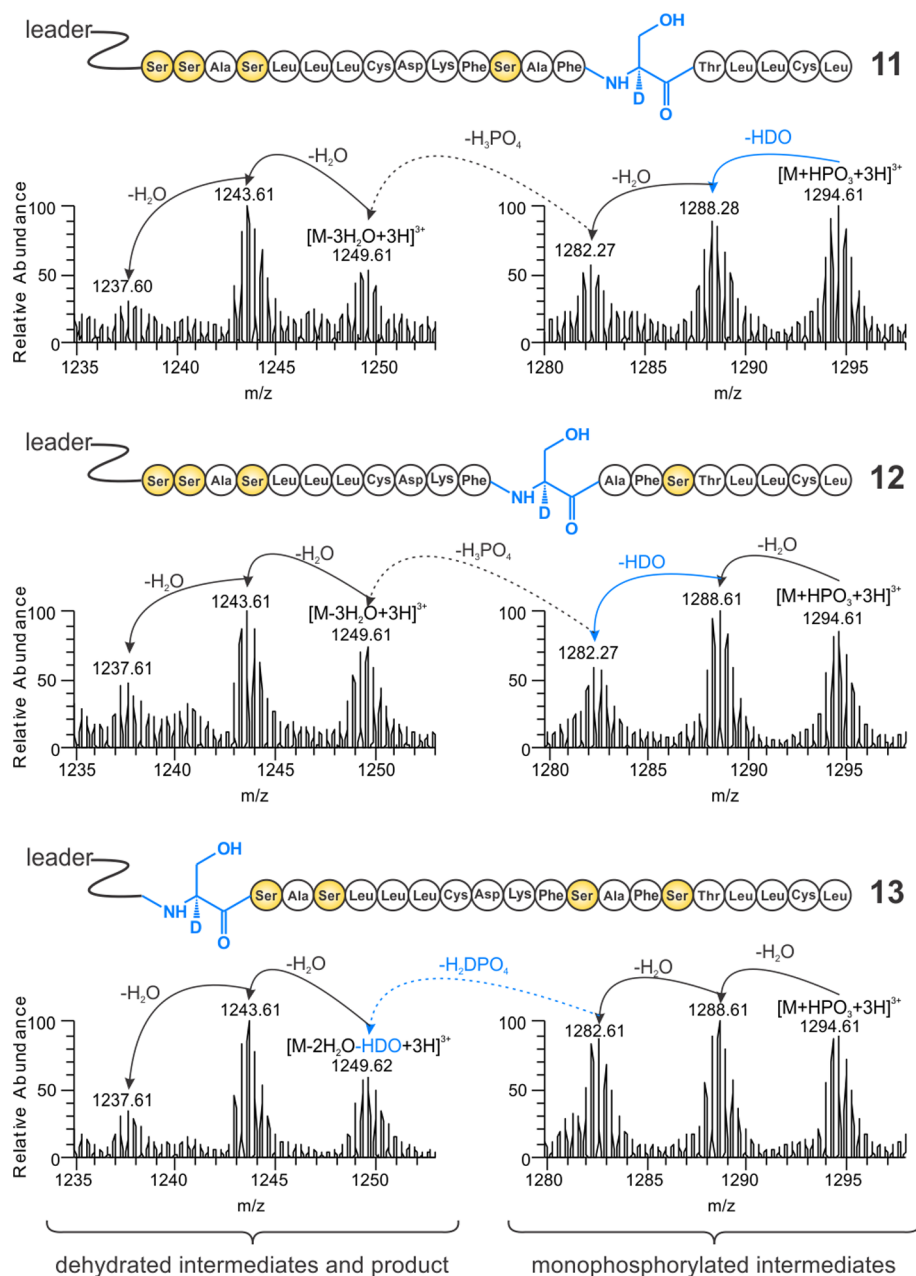 leader
OH
Ser Ser Ala Ser Leu Leu Leu Cys Asp Lys Phe Ser Ala Phe NH D O Thr Leu Leu Cys Leu 11
-H₃PO₄ -HDO
-H₂O -H₂O [M+HPO₃+3H]³⁺
-H₂O 1243.61 1288.28 1294.61
100 [M-3H₂O+3H]³⁺ 100
1249.61 1282.27
1237.60
50 50
0 0
Relative Abundance
1235 1240 1245 1250 1280 1285 1290 1295
m/z m/z
leader
OH
Ser Ser Ala Ser Leu Leu Leu Cys Asp Lys Phe NH D O Ala Phe Ser Thr Leu Leu Cys Leu 12
-H₂O -H₃PO₄ -H₂O
-H₂O -HDO
1243.61 1288.61 [M+HPO₃+3H]³⁺
100 [M-3H₂O+3H]³⁺ 100 1294.61
1249.61 1282.27
1237.61
50 50
0 0
Relative Abundance
1235 1240 1245 1250 1280 1285 1290 1295
m/z m/z
leader
OH
NH D O Ser Ala Ser Leu Leu Leu Cys Asp Lys Phe Ser Ala Phe Ser Thr Leu Leu Cys Leu 13
-H₂O -H₂DPO₄ -H₂O -H₂O
-H₂O 1243.61 1288.61 [M+HPO₃+3H]³⁺
100 [M-2H₂O-HDO+3H]³⁺ 100 1282.61 1294.61
1249.62
1237.61
50 50
0 0
Relative Abundance
1235 1240 1245 1250 1280 1285 1290 1295
m/z m/z
dehydrated intermediates and product monophosphorylated intermediates